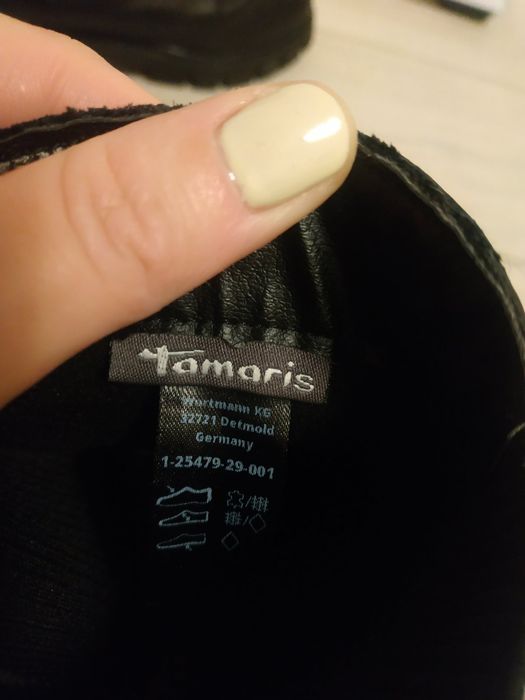 Tamaris
Wortmann KG
32721 Detmold
Germany
1-25479-29-001